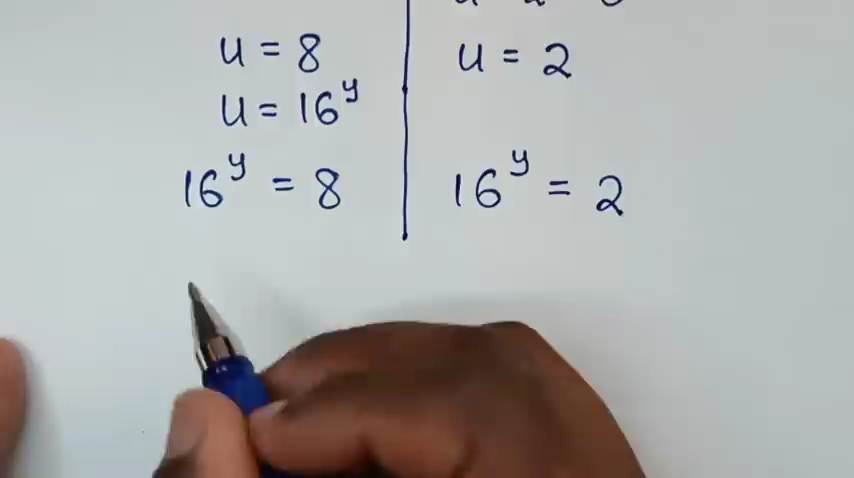 u = 8
u = 16^y
16^y = 8
u = 2
16^y = 2